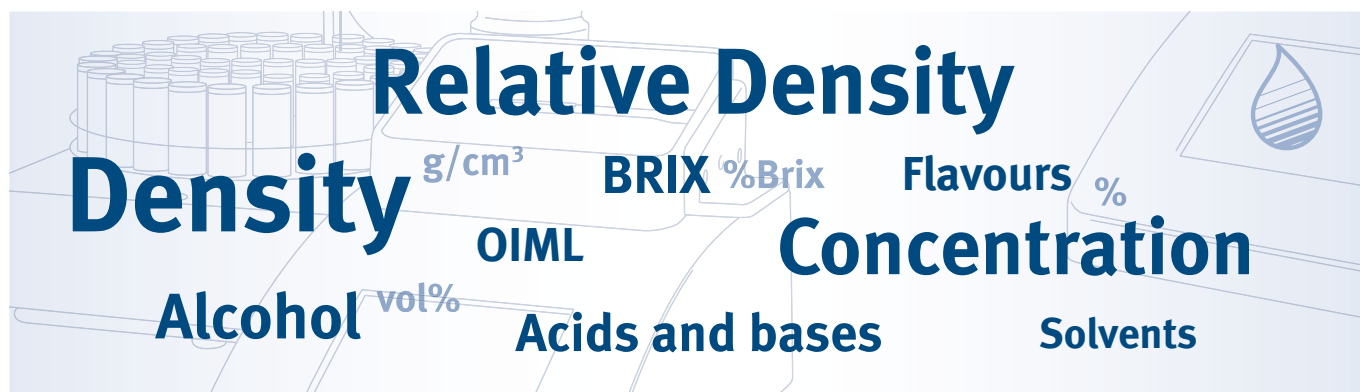 Relative Density
Density g/cm³ BRIX %Brix Flavours %
OIML Concentration
Alcohol vol% Acids and bases Solvents